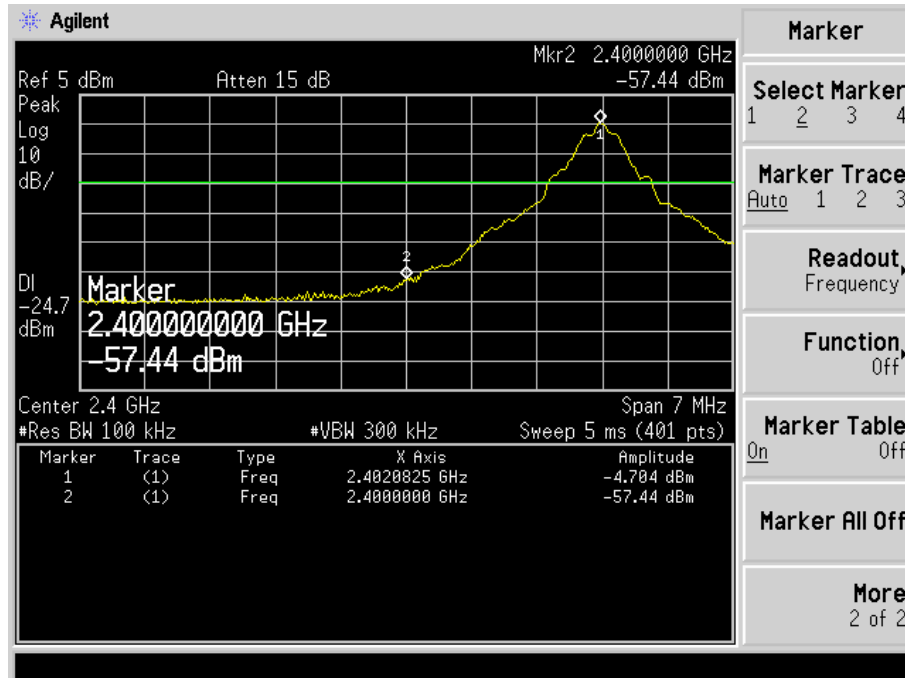 Agilent
Mkr2 2.4000000 GHz
Ref 5 dBm Atten 15 dB -57.44 dBm
Peak
Log
10
dB/
1
2
DI
-24.7
dBm
Marker
2.400000000 GHz
-57.44 dBm
Center 2.4 GHz Span 7 MHz
#Res BW 100 kHz #VBW 300 kHz Sweep 5 ms (401 pts)
Marker Trace Type X Axis Amplitude
1 (1) Freq 2.4020825 GHz -4.704 dBm
2 (1) Freq 2.4000000 GHz -57.44 dBm
Marker
Select Marker
1 2 3 4
Marker Trace
Auto 1 2 3
Readout
Frequency
Function
Off
Marker Table
On Off
Marker All Off
More
2 of 2